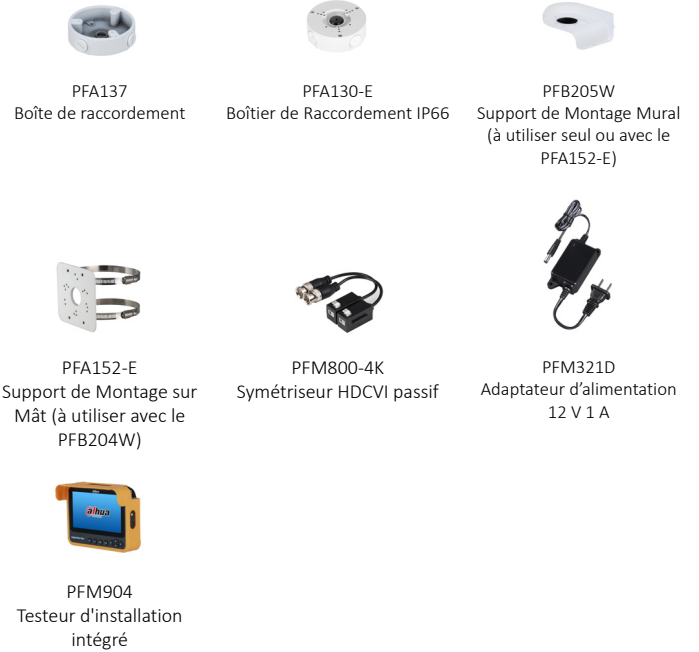 PFA137
Boîte de raccordement
PFA130-E
Boîtier de Raccordement IP66
PFB205W
Support de Montage Mural
(à utiliser seul ou avec le
PFA152-E)
PFA152-E
Support de Montage sur
Mât (à utiliser avec le
PFB204W)
PFM800-4K
Symétriseur HDCVI passif
PFM321D
Adaptateur d’alimentation
12 V 1 A
alhua
PFM904
Testeur d'installation
intégré